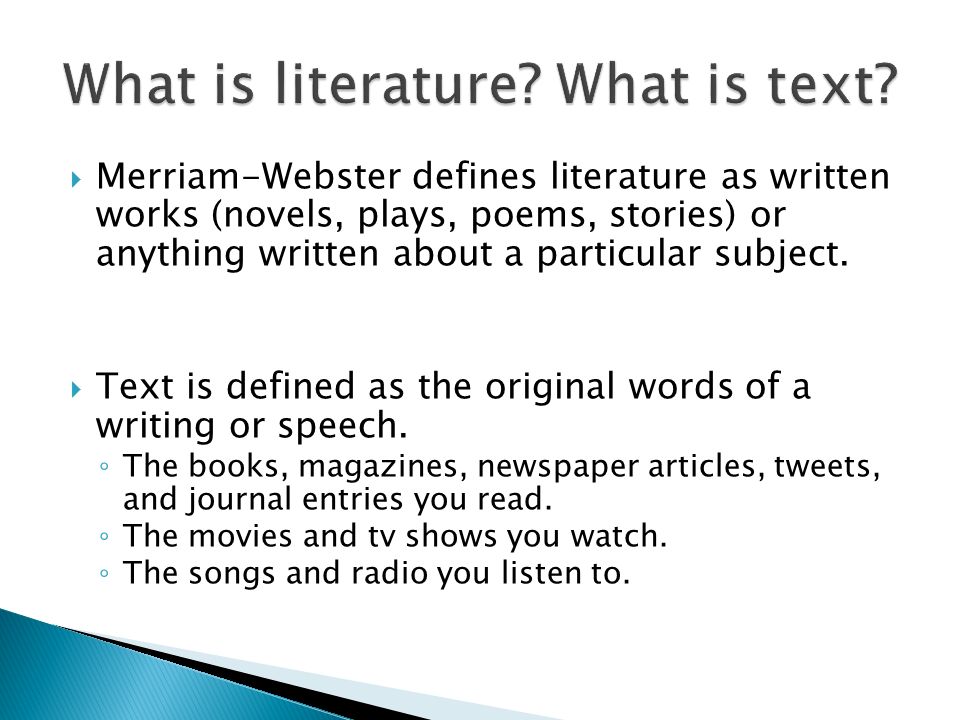 What is literature? What is text?
Merriam-Webster defines literature as written
works (novels, plays, poems, stories) or
anything written about a particular subject.
Text is defined as the original words of a
writing or speech.
The books, magazines, newspaper articles, tweets,
and journal entries you read.
The movies and tv shows you watch.
The songs and radio you listen to.